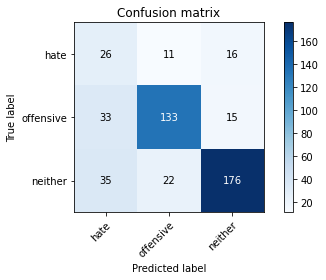 Confusion matrix
True label
hate 26 11 16
offensive 33 133 15
neither 35 22 176
hate offensive neither
Predicted label
160
140
120
100
80
60
40
20